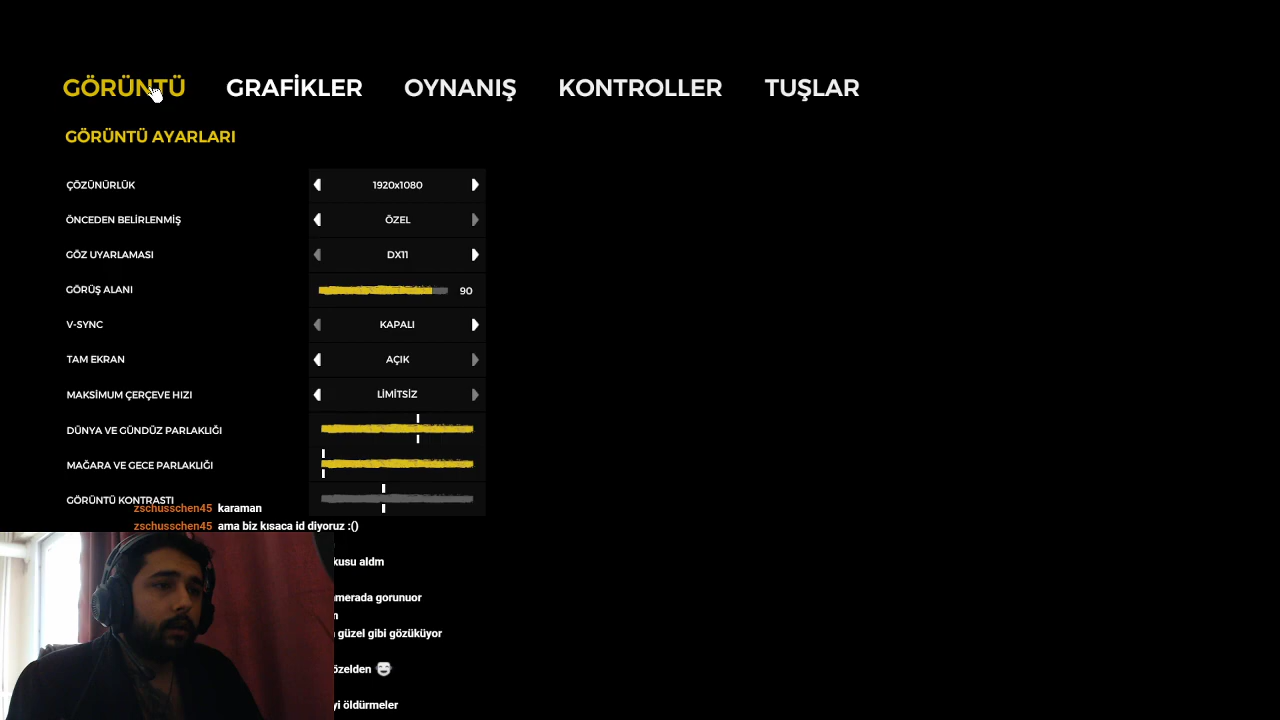 GÖRÜNTÜ GRAFİKLER OYNANIŞ KONTROLLER TUŞLAR
GÖRÜNTÜ AYARLARI
ÇÖZÜNÜRLÜK 1920x1080
ÖNCEDEN BELİRLENMİŞ ÖZEL
GÖZ UYARLAMASI DX11
GÖRÜŞ ALANI 90
V-SYNC KAPALI
TAM EKRAN AÇIK
MAKSİMUM ÇERÇEVE HIZI LİMİTSİZ
DÜNYA VE GÜNDÜZ PARLAKLIĞI
MAĞARA VE GECE PARLAKLIĞI
GÖRÜNTÜ KONTRASTI
zschusschen45 karaman
zschusschen45 ama biz kısaca id diyoruz :()
kusu aldm
merada gorunuor
güzel gibi gözüküyor
özelden
yi öldürmeler